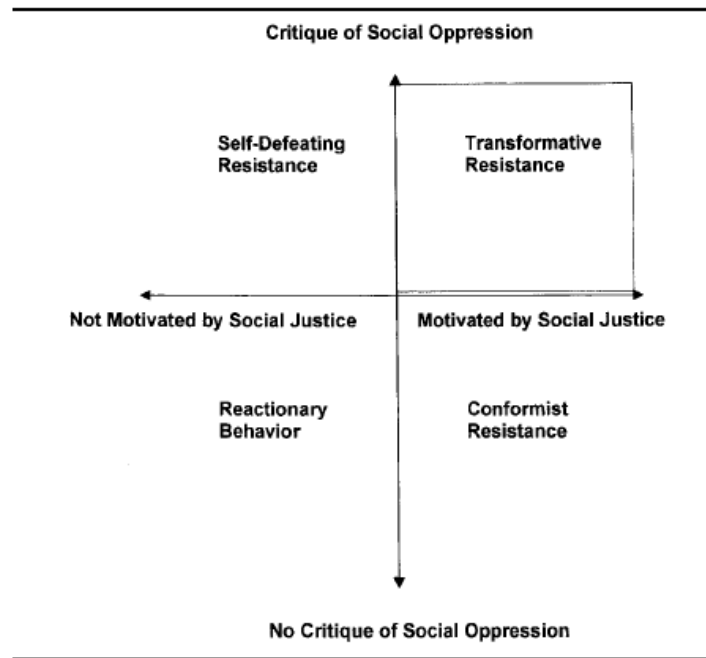 Critique of Social Oppression
Self-Defeating
Resistance
Transformative
Resistance
Not Motivated by Social Justice
Motivated by Social Justice
Reactionary
Behavior
Conformist
Resistance
No Critique of Social Oppression